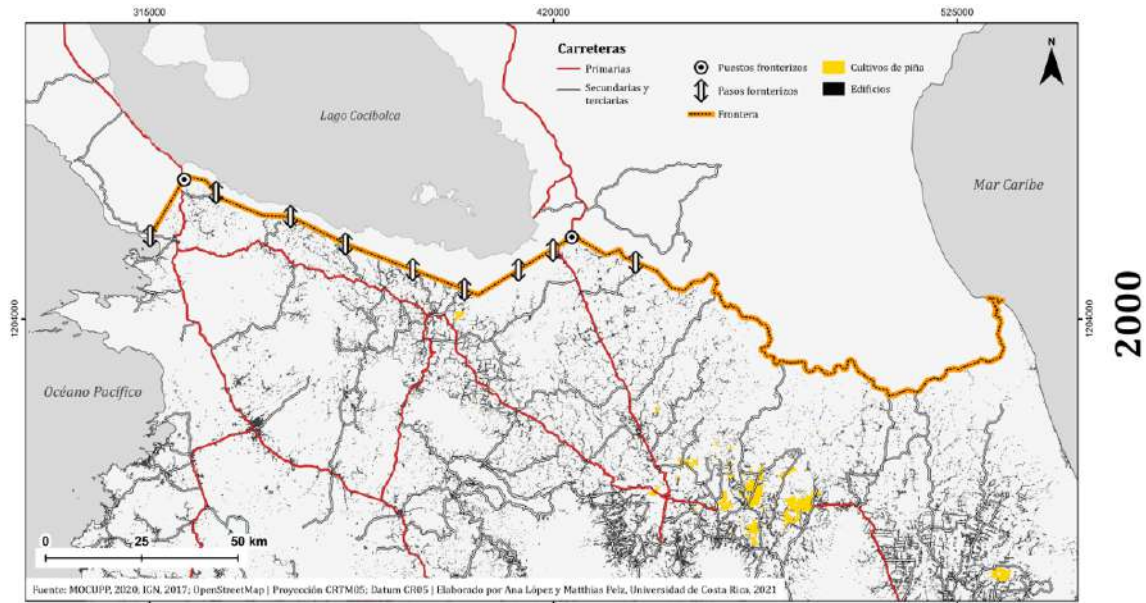 315000
420000
525000
Carreteras
Primarias
Secundarias y
terciarias
Puestos fronterizos
Pasos fornterizos
Frontera
Cultivos de piña
Edificios
N
Lago Cocibolca
Mar Caribe
1204000
1204000
2000
Océano Pacífico
0 25 50 km
Fuente: MOCUPP, 2020, IGN, 2017; OpenStreetMap | Proyección CRTM05; Datum CR05 | Elaborado por Ana López y Matthias Felz, Universidad de Costa Rica, 2021